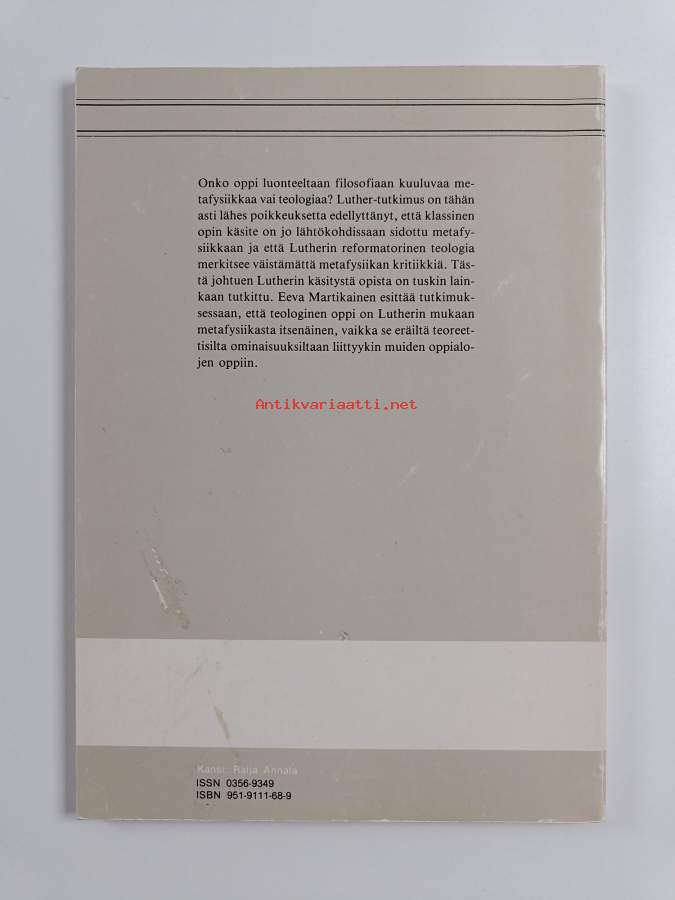 Onko oppi luonteeltaan filosofiaan kuuluvaa me-
tafysiikkaa vai teologiaa? Luther-tutkimus on tähän
asti lähes poikkeuksetta edellyttänyt, että klassinen
opin käsite on jo lähtökohdissaan sidottu metafy-
siikkaan ja että Lutherin reformatorinen teologia
merkitsee väistämättä metafysiikan kritiikkiä. Täs-
tä johtuen Lutherin käsitystä opista on tuskin lain-
kaan tutkittu. Eeva Martikainen esittää tutkimuk-
sessaan, että teologinen oppi on Lutherin mukaan
metafysiikasta itsenäinen, vaikka se eräiltä teoreet-
tisilta ominaisuuksiltaan liittyykin muiden oppialo-
jen oppiin.
Antikvariaatti.net
Kansi: Raija Annala
ISSN 0356-9349
ISBN 951-9111-68-9